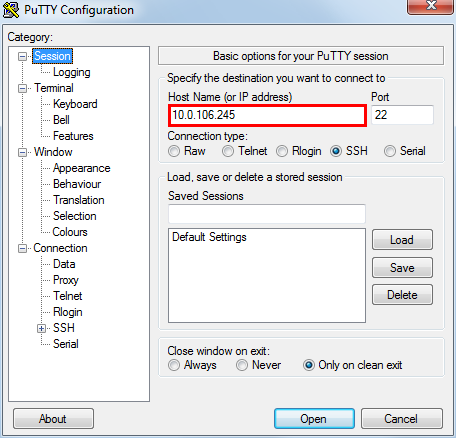 PuTTY Configuration
Category:
Session
Logging
Terminal
Keyboard
Bell
Features
Window
Appearance
Behaviour
Translation
Selection
Colours
Connection
Data
Proxy
Telnet
Rlogin
SSH
Serial
Basic options for your PuTTY session
Specify the destination you want to connect to
Host Name (or IP address) Port
10.0.106.245 22
Connection type:
Raw Telnet Rlogin SSH Serial
Load, save or delete a stored session
Saved Sessions
Default Settings
Load
Save
Delete
Close window on exit:
Always Never Only on clean exit
About Open Cancel